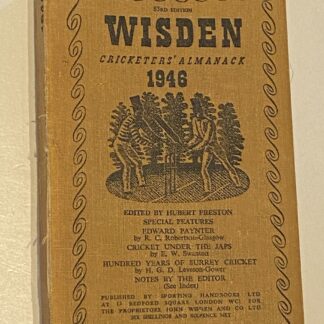 83RD EDITION
WISDEN
CRICKETERS' ALMANACK
1946
EDITED BY HUBERT PRESTON
SPECIAL FEATURES
EDWARD PAYNTER
by R. C. Robertson-Glasgow
CRICKET UNDER THE JAPS
by E. W. Swanton
HUNDRED YEARS OF SURREY CRICKET
by H. D. G. Leveson-Gower
NOTES BY THE EDITOR
(See Index)
PUBLISHED BY SPORTING HANDBOOKS LTD
AT 13 BEDFORD SQUARE, LONDON WC1 FOR
THE PROPRIETORS JOHN WISDEN AND CO LTD
SIX SHILLINGS AND SIXPENCE NET